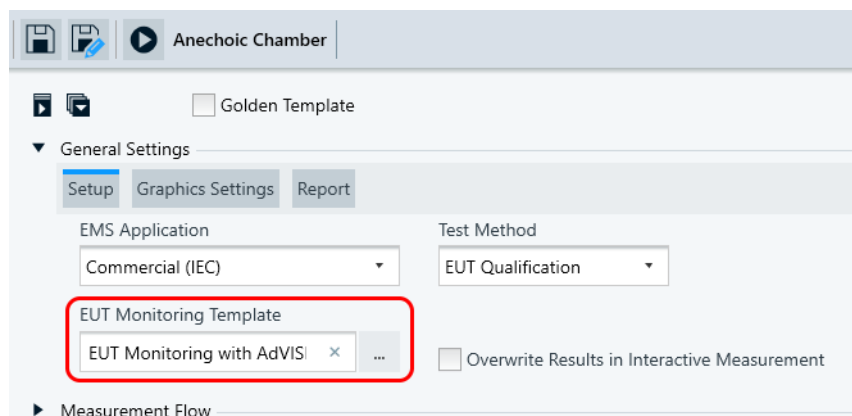 Anechoic Chamber
Golden Template
General Settings
Setup Graphics Settings Report
EMS Application Test Method
Commercial (IEC) EUT Qualification
EUT Monitoring Template
EUT Monitoring with AdVIS ... Overwrite Results in Interactive Measurement
Measurement Flow